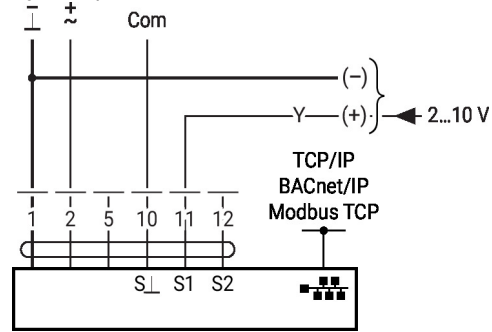 ⊥ ~
Com
(–)
Y (+) 2...10 V
TCP/IP
BACnet/IP
Modbus TCP
1 2 5 10 11 12
S⊥ S1 S2